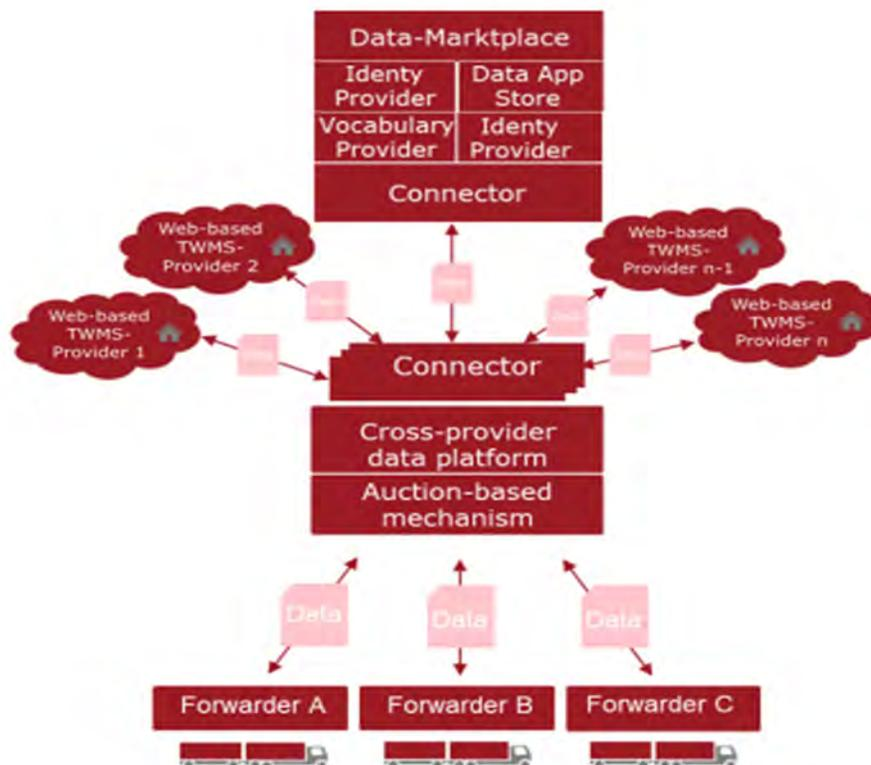 Data-Marktplace
Identy
Provider
Data App
Store
Vocabulary
Provider
Identy
Provider
Connector
Web-based
TWMS-
Provider 2
Web-based
TWMS-
Provider n-1
Web-based
TWMS-
Provider 1
Web-based
TWMS-
Provider n
Connector
Cross-provider
data platform
Auction-based
mechanism
Data
Data
Data
Forwarder A
Forwarder B
Forwarder C